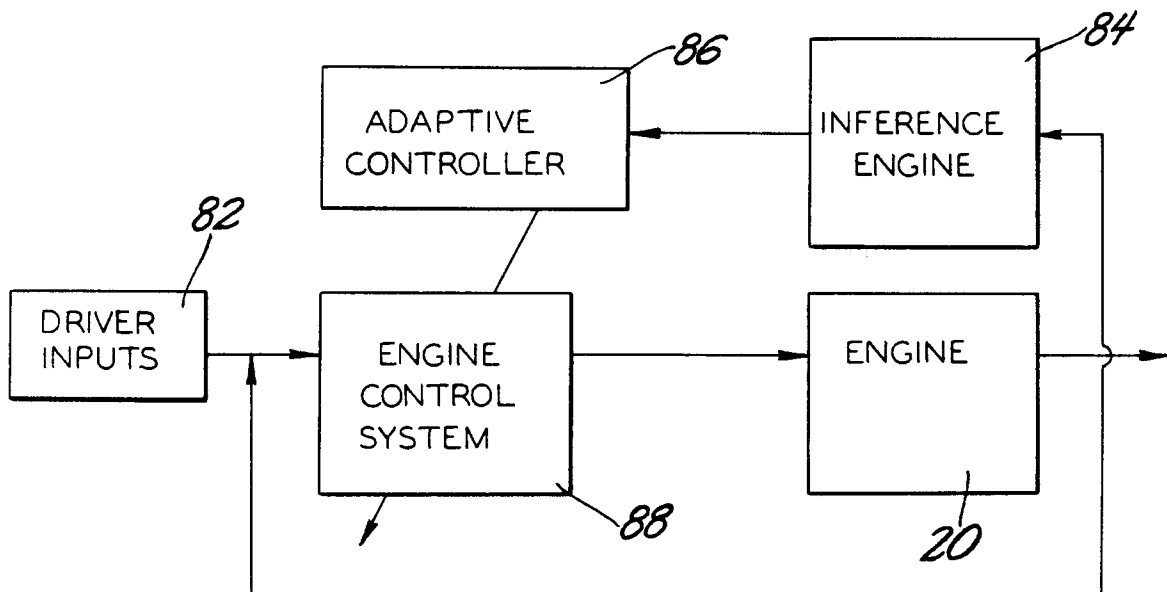 86
84
ADAPTIVE
CONTROLLER
INFERENCE
ENGINE
82
DRIVER
INPUTS
ENGINE
CONTROL
SYSTEM
ENGINE
88
20